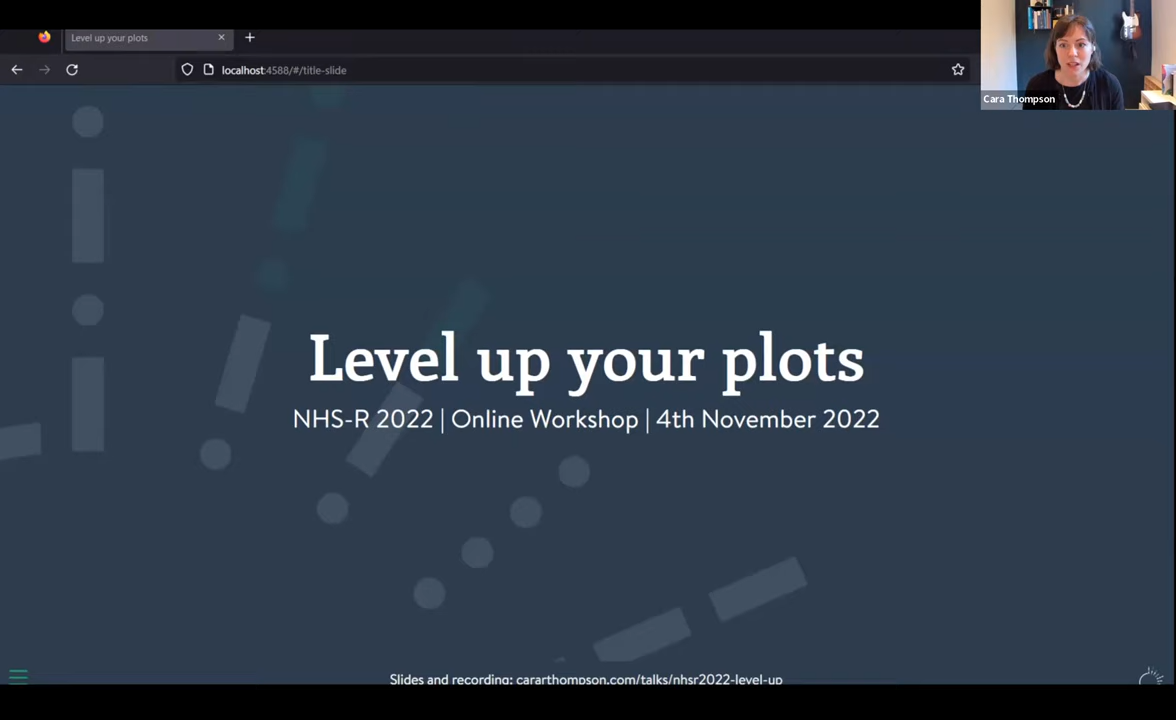 Level up your plots
localhost:4588/#/title-slide
Cara Thompson
Level up your plots
NHS-R 2022 | Online Workshop | 4th November 2022
Slides and recording: cararthompson.com/talks/nhsr2022-level-up